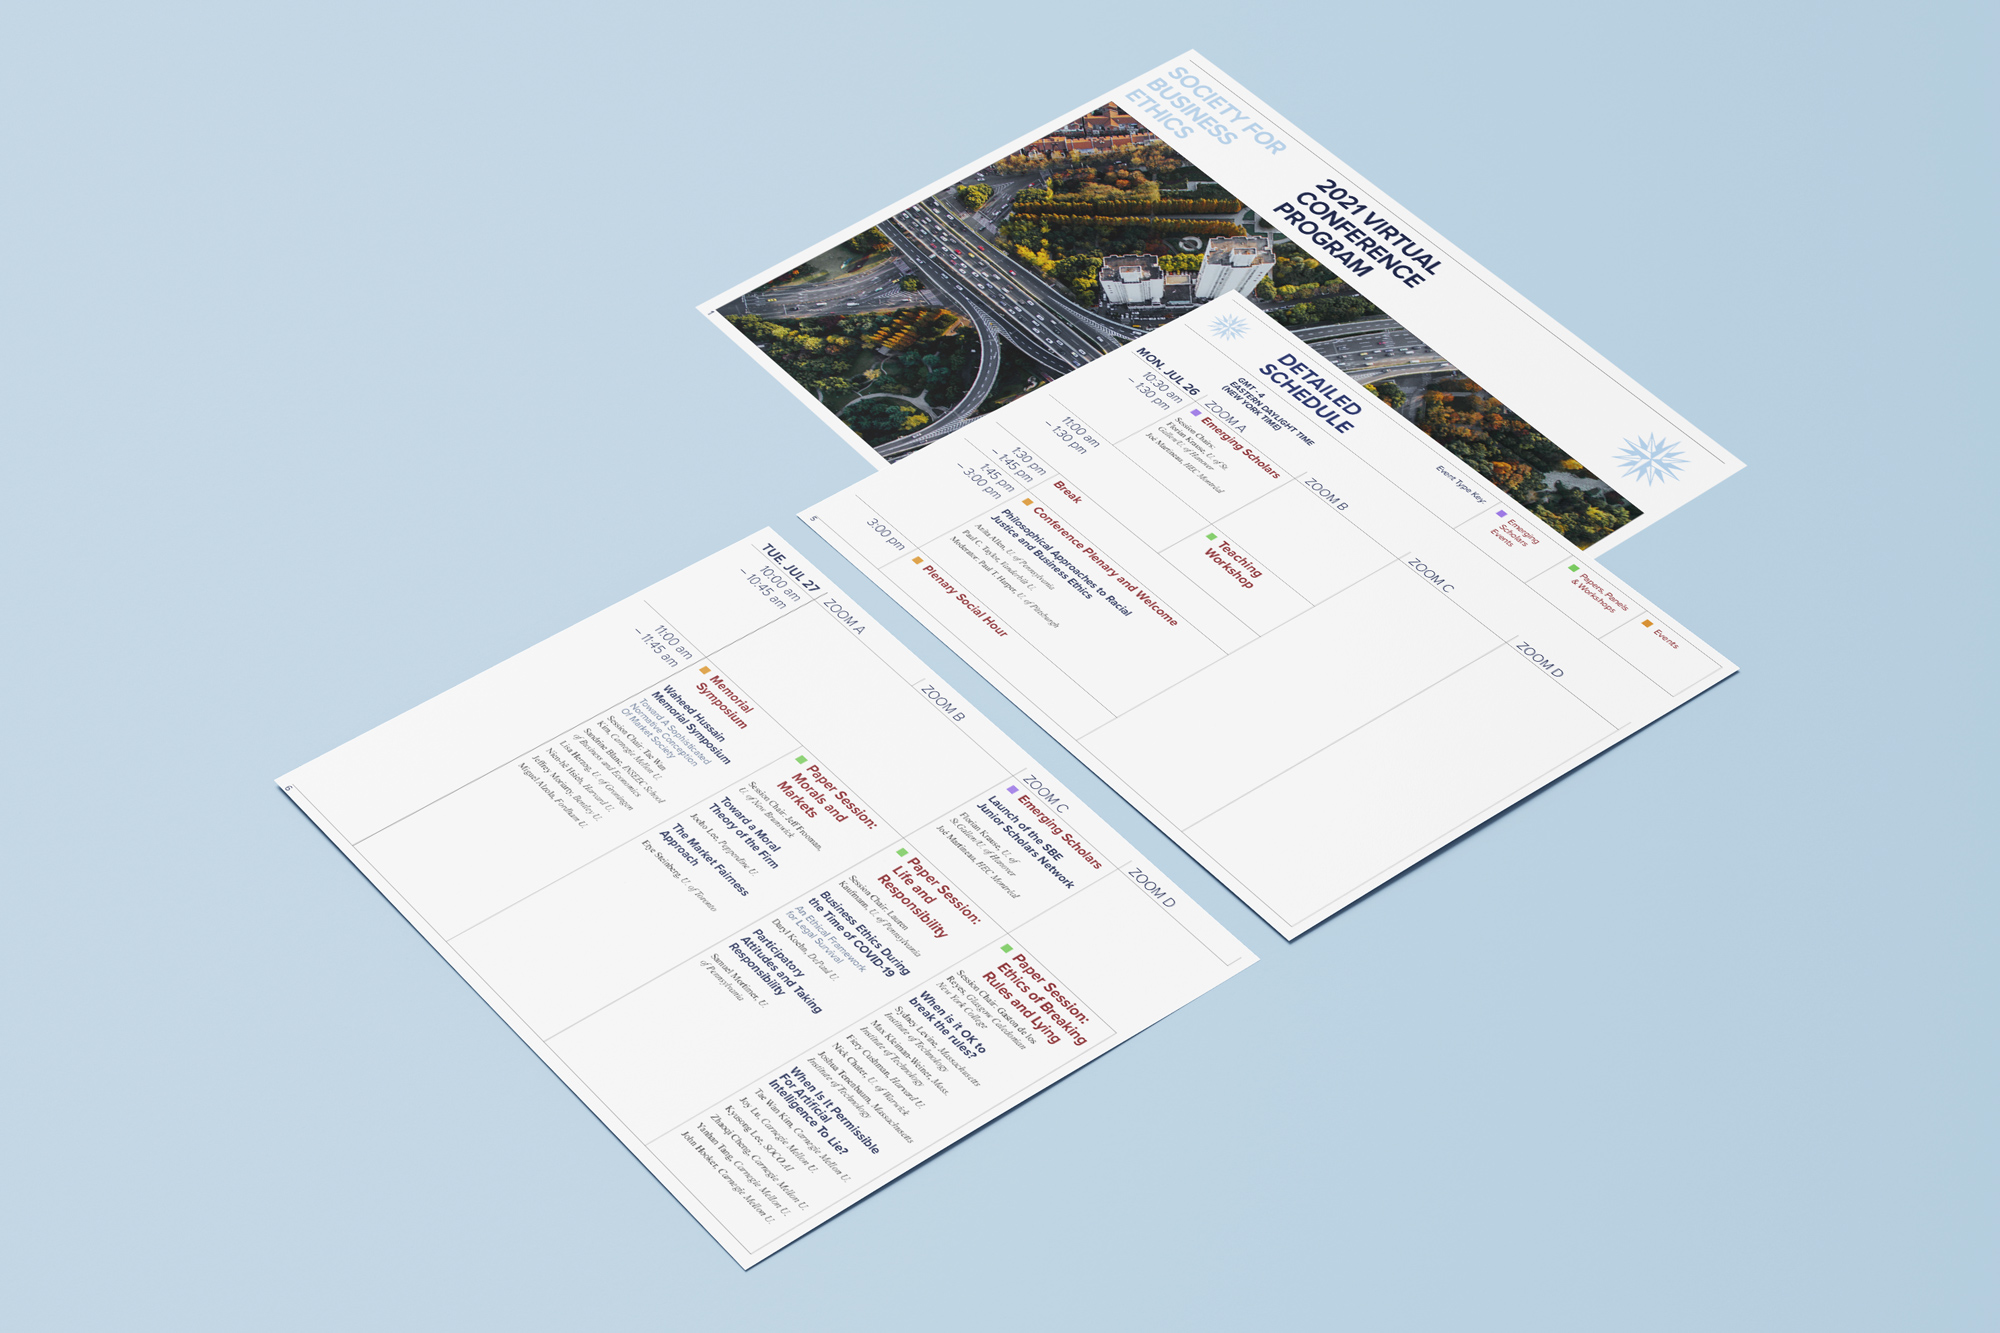 SOCIETY FOR
BUSINESS
ETHICS
2021 VIRTUAL
CONFERENCE
PROGRAM
1
DETAILED
SCHEDULE
GMT -4
EASTERN DAYLIGHT TIME
(NEW YORK TIME)
Event Type Key:
Emerging
Scholars
Events
Papers, Panels
& Workshops
Events
MON. JUL 26
ZOOM A
ZOOM B
ZOOM C
ZOOM D
10:30 am
– 1:30 pm
Emerging Scholars
Session Chairs:
Florian Krause, U. of St.
Gallen/U. of Hanover
Joé Martineau, HEC Montréal
11:00 am
– 1:30 pm
Teaching
Workshop
1:30 pm
– 1:45 pm
Break
1:45 pm
– 3:00 pm
Conference Plenary and Welcome
Philosophical Approaches to Racial
Justice and Business Ethics
Anita Allen, U. of Pennsylvania
Paul C. Taylor, Vanderbilt U.
Moderator: Paul T. Harper, U. of Pittsburgh
3:00 pm
Plenary Social Hour
5
TUE. JUL 27
ZOOM A
ZOOM B
ZOOM C
ZOOM D
10:00 am
– 10:45 am
Emerging Scholars
Launch of the SBE
Junior Scholars Network
Florian Krause, U. of
St.Gallen/U. of Hanover
Joé Martineau, HEC Montréal
11:00 am
– 11:45 am
Memorial
Symposium
Waheed Hussain
Memorial Symposium
Toward A Sophisticated
Normative Conception
Of Market Society
Session Chair: Tae Wan
Kim, Carnegie Mellon U.
Sandrine Blanc, INSEEC School
of Business and Economics
Lisa Herzog, U. of Groningen
Nien-hê Hsieh, Harvard U.
Jeffrey Moriarty, Bentley U.
Miguel Alzola, Fordham U.
Paper Session:
Morals and
Markets
Session Chair: Jeff Frooman,
U. of New Brunswick
Toward a Moral
Theory of the Firm
Jooho Lee, Pepperdine U.
The Market Fairness
Approach
Etye Steinberg, U. of Toronto
Paper Session:
Life and
Responsibility
Session Chair: Lauren
Kaufmann, U. of Pennsylvania
Business Ethics During
the Time of COVID-19
An Ethical Framework
for Legal Survival
Daryl Koehn, DePaul U.
Participatory
Attitudes and Taking
Responsibility
Samuel Mortimer, U.
of Pennsylvania
Paper Session:
Ethics of Breaking
Rules and Lying
Session Chair: Gaston de los
Reyes, Glasgow Caledonian
New York College
When is it OK to
break the rules?
Sydney Levine, Massachusetts
Institute of Technology
Max Kleiman-Weiner, Mass.
Institute of Technology
Fiery Cushman, Harvard U.
Nick Chater, U. of Warwick
Joshua Tenenbaum, Massachusetts
Institute of Technology
When Is It Permissible
For Artificial
Intelligence To Lie?
Tae Wan Kim, Carnegie Mellon U.
Joy Lu, Carnegie Mellon U.
Kyusong Lee, SOCO.AI
Zhaoqi Cheng, Carnegie Mellon U.
Yanhan Tang, Carnegie Mellon U.
John Hooker, Carnegie Mellon U.
6